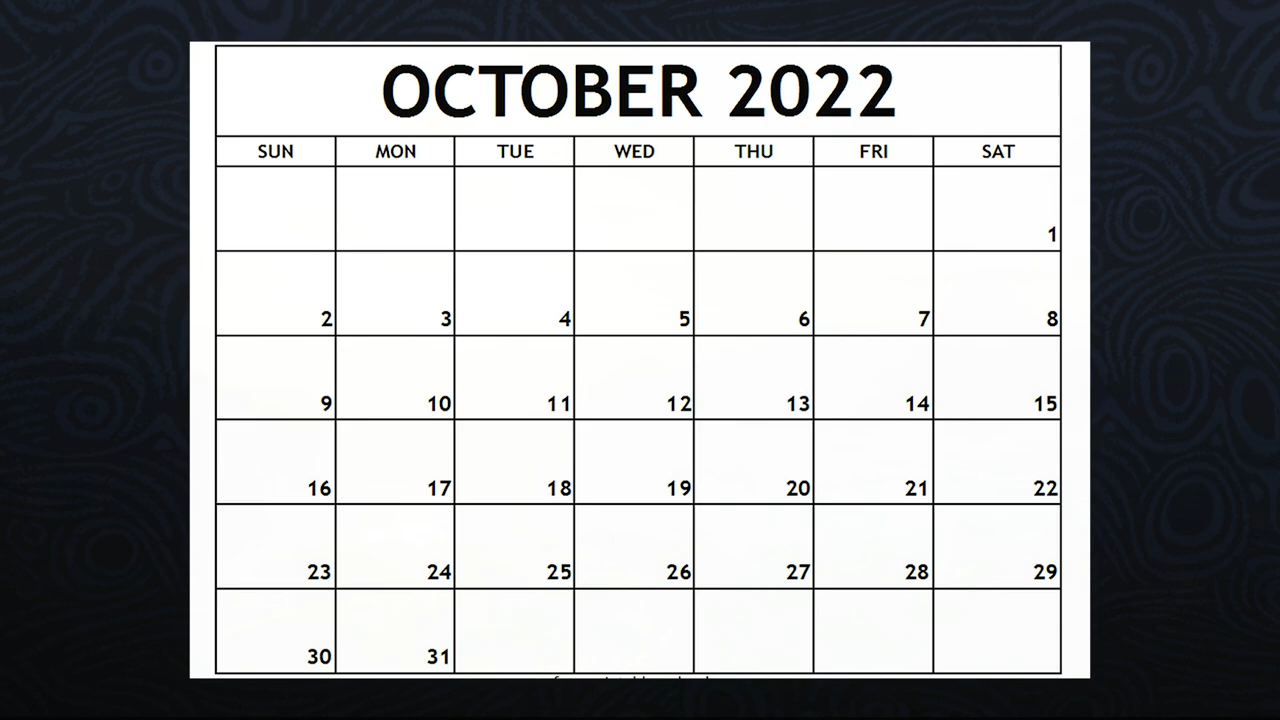 OCTOBER 2022
SUN MON TUE WED THU FRI SAT
1
2 3 4 5 6 7 8
9 10 11 12 13 14 15
16 17 18 19 20 21 22
23 24 25 26 27 28 29
30 31